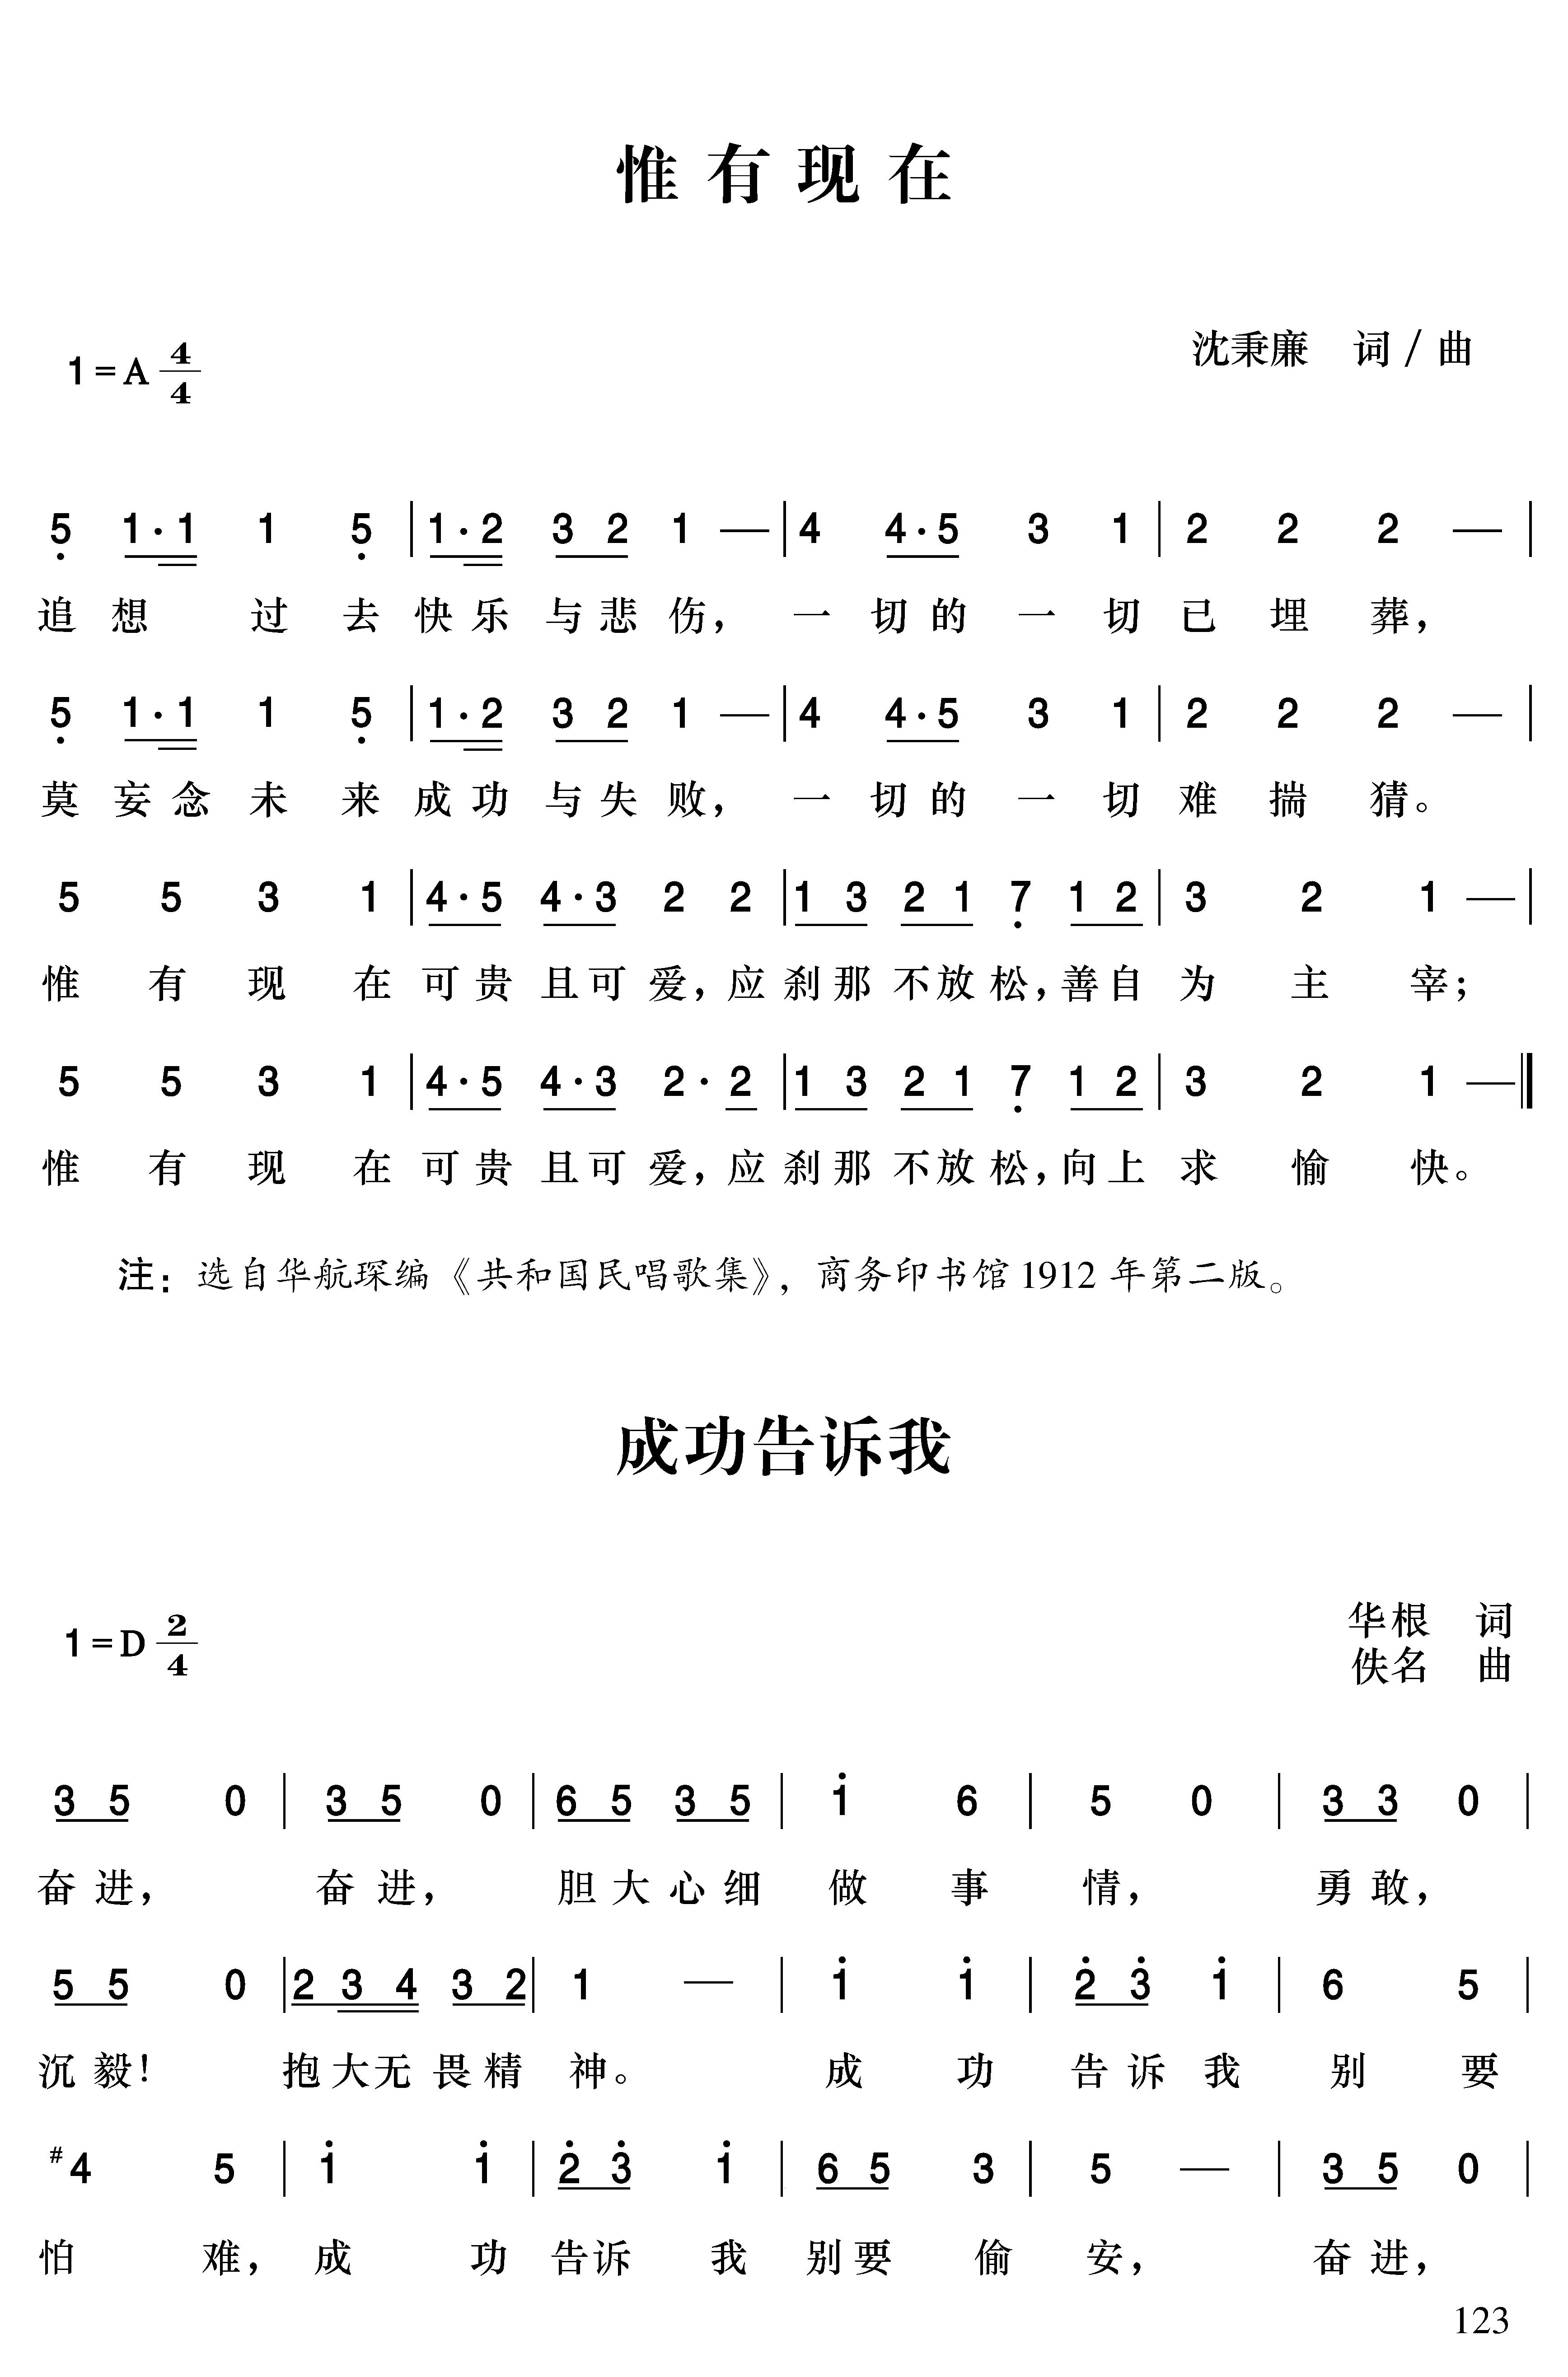 惟有现在
1=A 4/4 沈秉廉 词/曲
5 1·1 1 5 | 1·2 3 2 1 — | 4 4·5 3 1 | 2 2 2 — |
追想 过去快乐与悲伤，一切的一切已埋葬，
5 1·1 1 5 | 1·2 3 2 1 — | 4 4·5 3 1 | 2 2 2 — |
莫妄念未来成功与失败，一切的一切难揣猜。
5 5 3 1 | 4·5 4·3 2 2 | 1 3 2 1 7 1 2 | 3 2 1 — |
惟有现在可贵且可爱，应刹那不放松，善自为主宰；
5 5 3 1 | 4·5 4·3 2· 2 | 1 3 2 1 7 1 2 | 3 2 1 — ‖
惟有现在可贵且可爱，应刹那不放松，向上求愉快。
注：选自华航琛编《共和国民唱歌集》，商务印书馆1912年第二版。
成功告诉我
1=D 2/4 华根 词
佚名 曲
3 5 0 | 3 5 0 | 6 5 3 5 | 1̇ 6 | 5 0 | 3 3 0 |
奋进，奋进，胆大心细做事情，勇敢，
5 5 0 | 2 3 4 3 2 | 1 — | 1̇ 1̇ | 2̇ 3̇ 1̇ | 6 5 |
沉毅！抱大无畏精神。成功告诉我别要
#4 5 | 1̇ 1̇ | 2̇ 3̇ 1̇ | 6 5 3 | 5 — | 3 5 0 |
怕难，成功告诉我别要偷安，奋进，
123